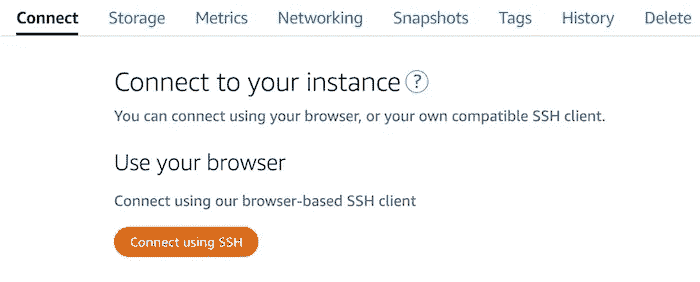 Connect Storage Metrics Networking Snapshots Tags History Delete
Connect to your instance ?
You can connect using your browser, or your own compatible SSH client.
Use your browser
Connect using our browser-based SSH client
Connect using SSH